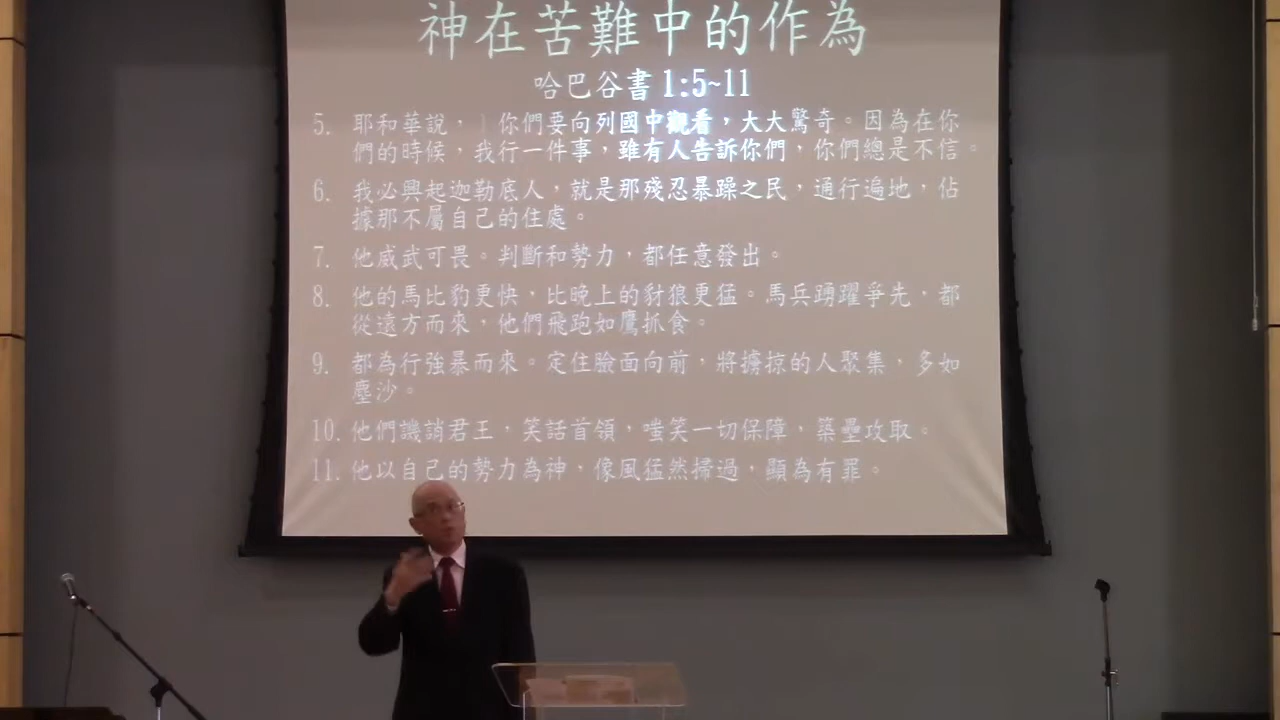 神在苦難中的作為
哈巴谷書 1:5~11
5. 耶和華說，你們要向列國中觀看，大大驚奇。因為在你
們的時候，我行一件事，雖有人告訴你們，你們總是不信。
6. 我必興起迦勒底人，就是那殘忍暴躁之民，通行遍地，佔
據那不屬自己的住處。
7. 他威武可畏。判斷和勢力，都任意發出。
8. 他的馬比豹更快，比晚上的豺狼更猛。馬兵踴躍爭先，都
從遠方而來，他們飛跑如鷹抓食。
9. 都為行強暴而來。定住臉面向前，將擄掠的人聚集，多如
塵沙。
10. 他們譏誚君王，笑話首領，嗤笑一切保障，築壘攻取。
11. 他以自己的勢力為神，像風猛然掃過，顯為有罪。